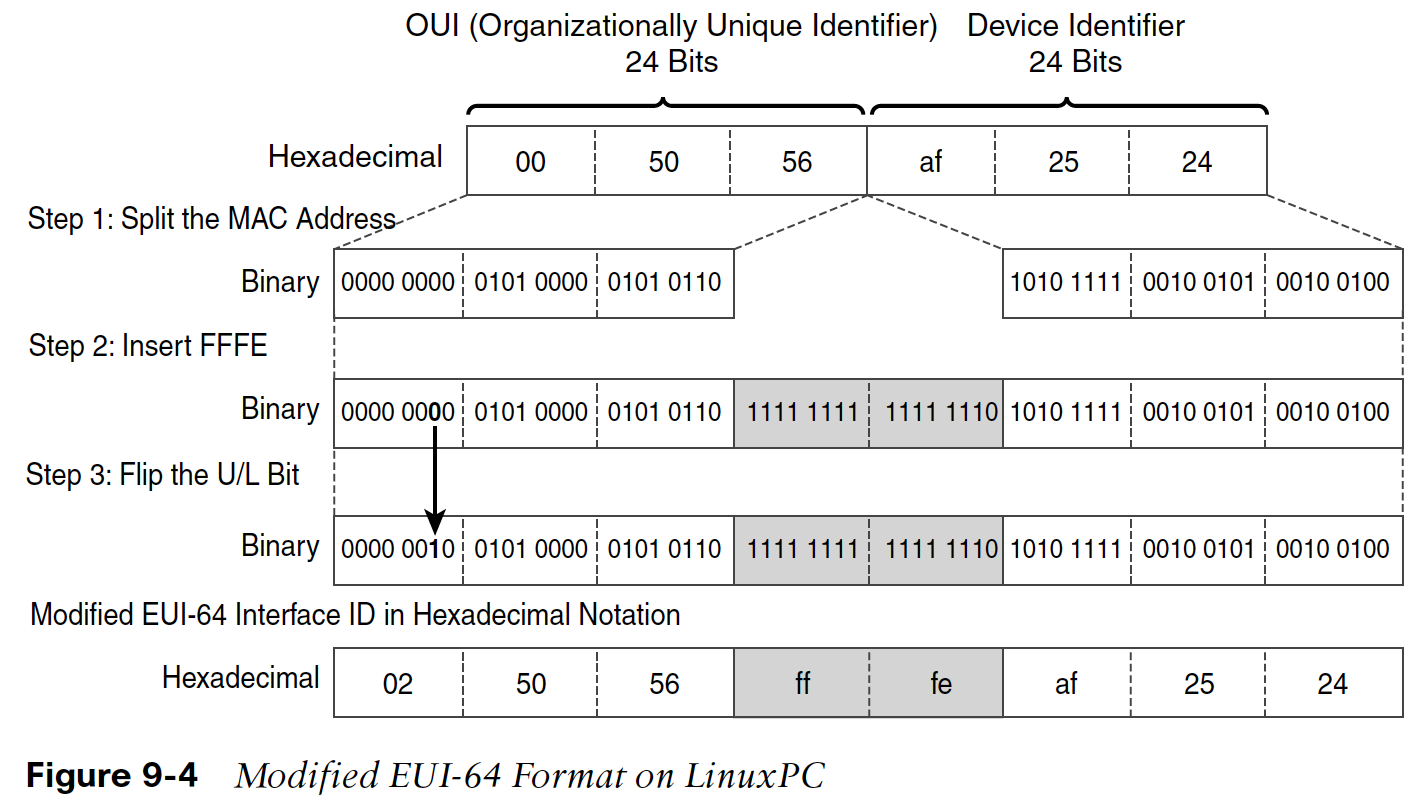 OUI (Organizationally Unique Identifier) Device Identifier
24 Bits 24 Bits
Hexadecimal 00 50 56 af 25 24
Step 1: Split the MAC Address
Binary 0000 0000 0101 0000 0101 0110 1010 1111 0010 0101 0010 0100
Step 2: Insert FFFE
Binary 0000 0000 0101 0000 0101 0110 1111 1111 1111 1110 1010 1111 0010 0101 0010 0100
Step 3: Flip the U/L Bit
Binary 0000 0010 0101 0000 0101 0110 1111 1111 1111 1110 1010 1111 0010 0101 0010 0100
Modified EUI-64 Interface ID in Hexadecimal Notation
Hexadecimal 02 50 56 ff fe af 25 24
Figure 9-4 Modified EUI-64 Format on LinuxPC